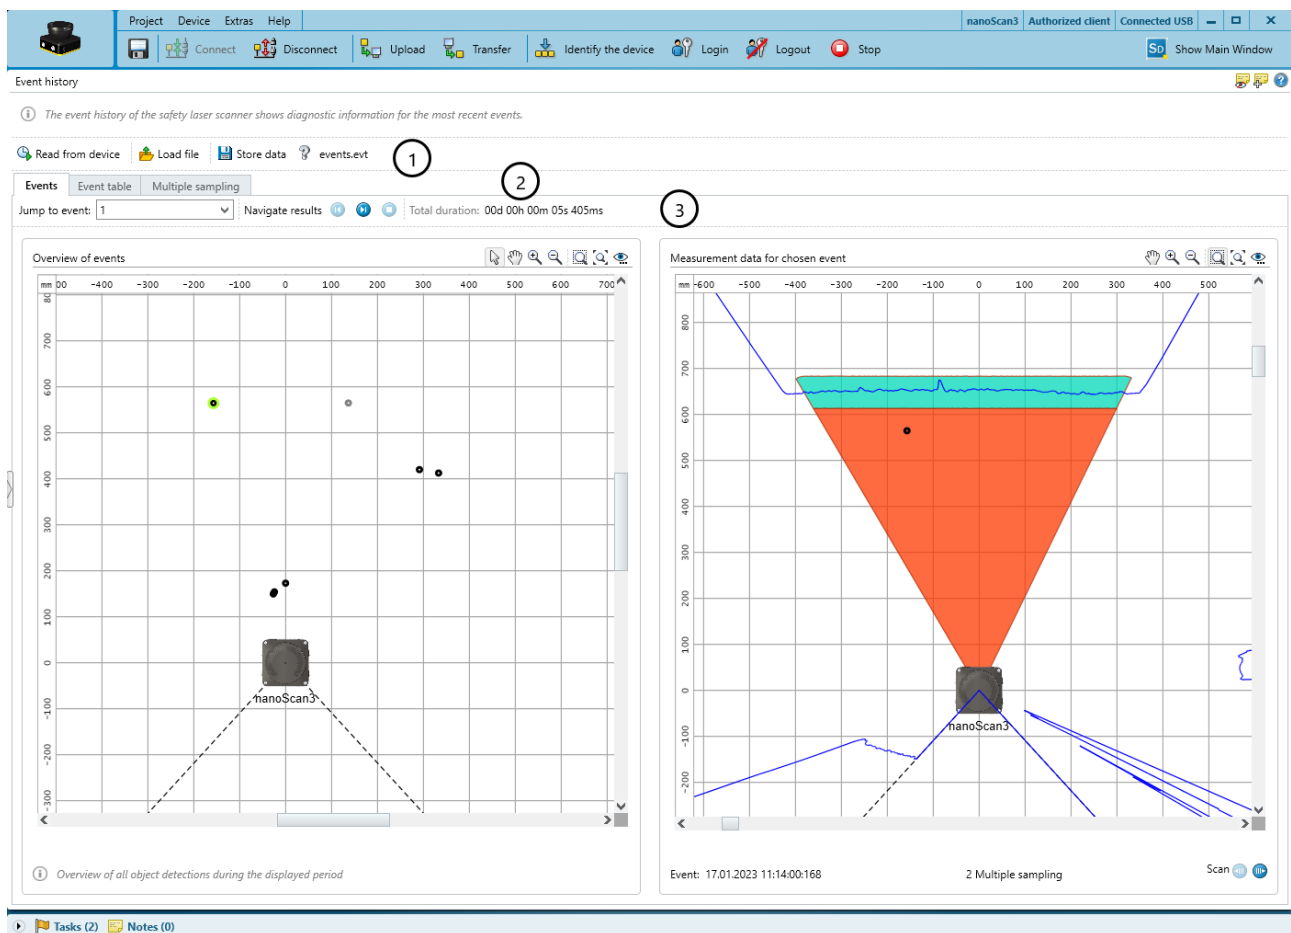 Project Device Extras Help nanoScan3 Authorized client Connected USB
Connect Disconnect Upload Transfer Identify the device Login Logout Stop SD Show Main Window
Event history
The event history of the safety laser scanner shows diagnostic information for the most recent events.
Read from device Load file Store data events.evt 1
Events Event table Multiple sampling 2
Jump to event: 1 Navigate results Total duration: 00d 00h 00m 05s 405ms 3
Overview of events
mm 00 -400 -300 -200 -100 0 100 200 300 400 500 600 700
80
700
600
500
400
300
200
100
0
-100
-200
-300
nanoScan3
Overview of all object detections during the displayed period
Measurement data for chosen event
mm -600 -500 -400 -300 -200 -100 0 100 200 300 400 500
800
700
600
500
400
300
200
100
0
-100
-200
nanoScan3
Event: 17.01.2023 11:14:00:168 2 Multiple sampling Scan
Tasks (2) Notes (0)